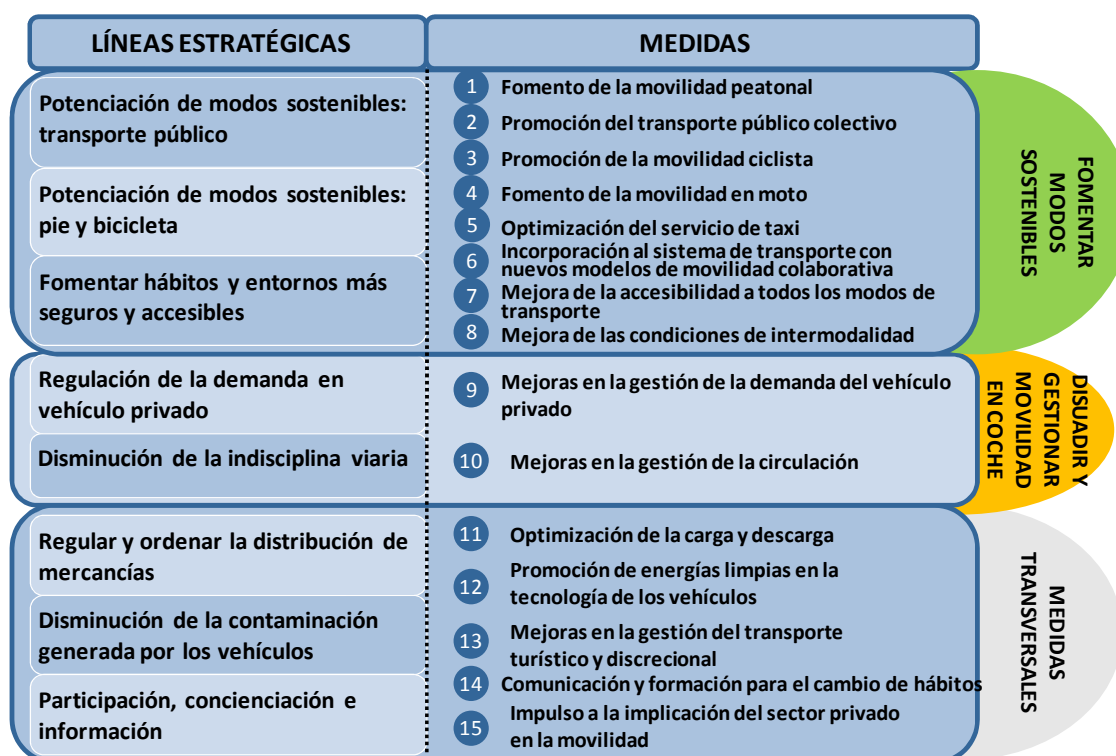 LÍNEAS ESTRATÉGICAS
MEDIDAS
Potenciación de modos sostenibles:
transporte público
Potenciación de modos sostenibles:
pie y bicicleta
Fomentar hábitos y entornos más
seguros y accesibles
1 Fomento de la movilidad peatonal
2 Promoción del transporte público colectivo
3 Promoción de la movilidad ciclista
4 Fomento de la movilidad en moto
5 Optimización del servicio de taxi
6 Incorporación al sistema de transporte con
nuevos modelos de movilidad colaborativa
7 Mejora de la accesibilidad a todos los modos de
transporte
8 Mejora de las condiciones de intermodalidad
FOMENTAR
MODOS
SOSTENIBLES
Regulación de la demanda en
vehículo privado
Disminución de la indisciplina viaria
9 Mejoras en la gestión de la demanda del vehículo
privado
10 Mejoras en la gestión de la circulación
DISUADIR Y
GESTIONAR
MOVILIDAD
EN COCHE
Regular y ordenar la distribución de
mercancías
Disminución de la contaminación
generada por los vehículos
Participación, concienciación e
información
11 Optimización de la carga y descarga
12 Promoción de energías limpias en la
tecnología de los vehículos
13 Mejoras en la gestión del transporte
turístico y discrecional
14 Comunicación y formación para el cambio de hábitos
15 Impulso a la implicación del sector privado
en la movilidad
MEDIDAS
TRANSVERSALES